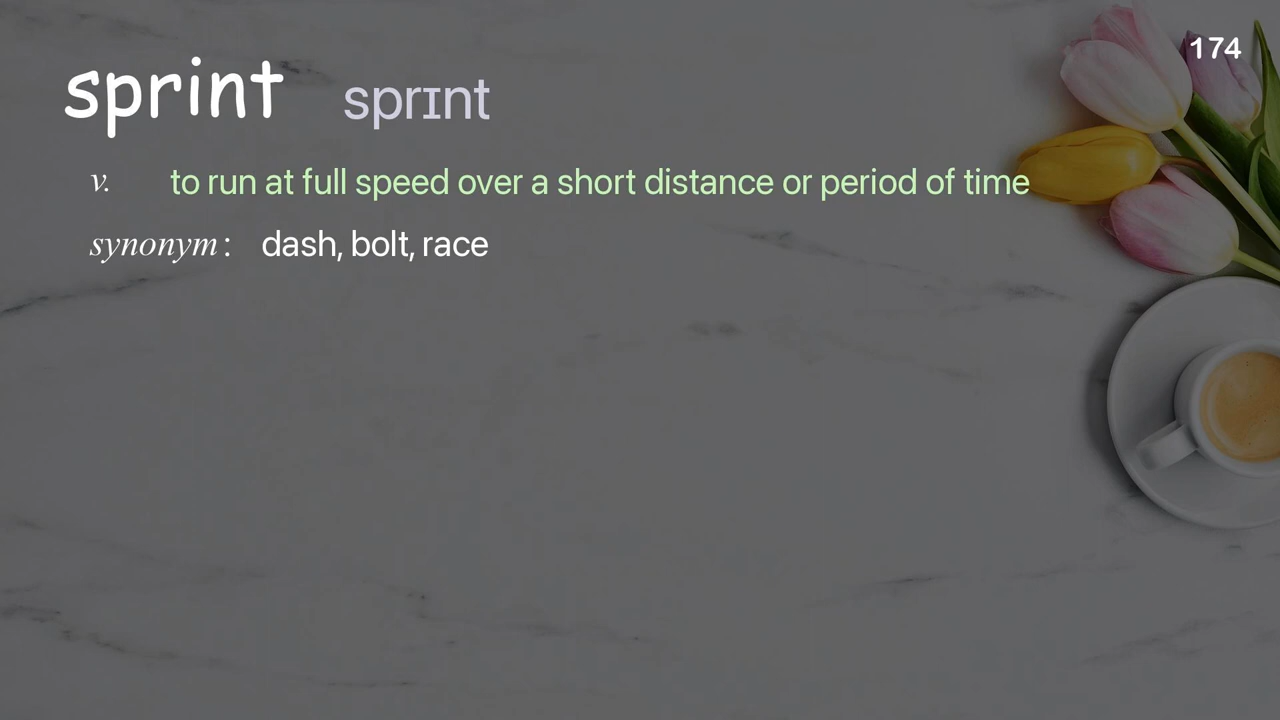 174
sprint sprɪnt
v. to run at full speed over a short distance or period of time
synonym: dash, bolt, race